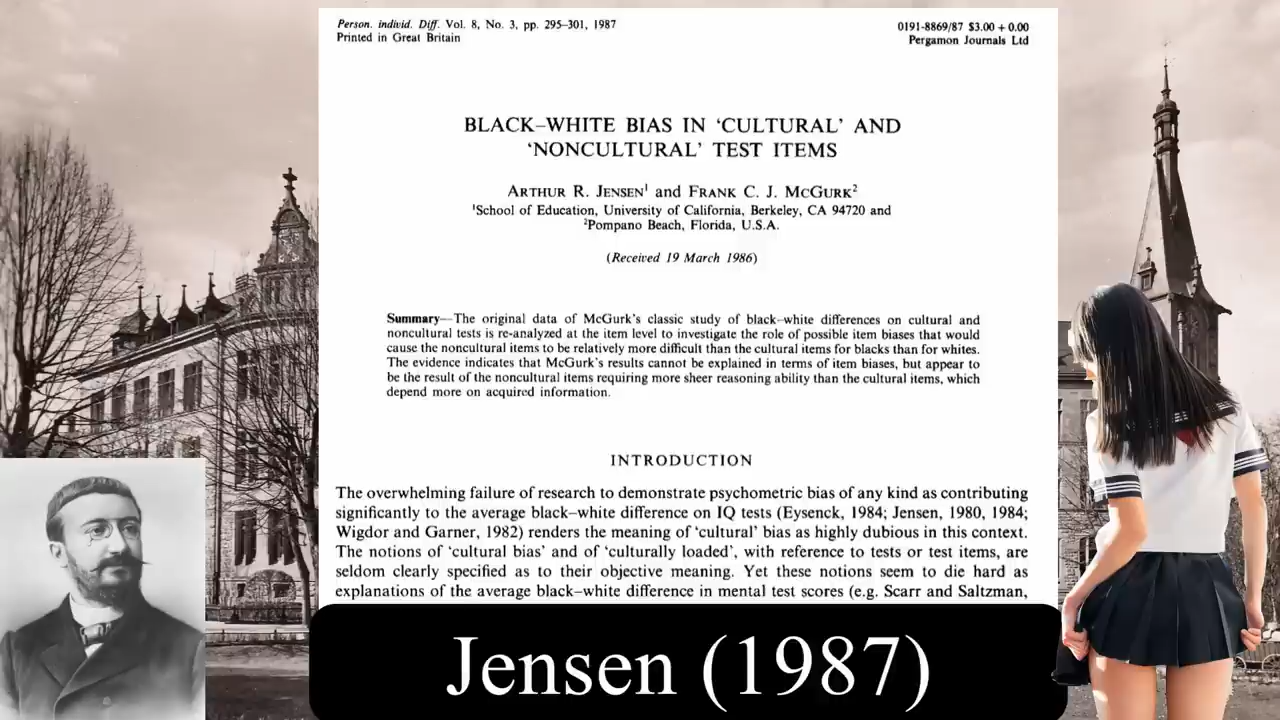 Person. individ. Diff. Vol. 8, No. 3, pp. 295–301, 1987
Printed in Great Britain
0191-8869/87 $3.00 + 0.00
Pergamon Journals Ltd
BLACK–WHITE BIAS IN ‘CULTURAL’ AND
‘NONCULTURAL’ TEST ITEMS
ARTHUR R. JENSEN¹ and FRANK C. J. MCGURK²
¹School of Education, University of California, Berkeley, CA 94720 and
²Pompano Beach, Florida, U.S.A.
(Received 19 March 1986)
Summary—The original data of McGurk’s classic study of black–white differences on cultural and
noncultural tests is re-analyzed at the item level to investigate the role of possible item biases that would
cause the noncultural items to be relatively more difficult than the cultural items for blacks than for whites.
The evidence indicates that McGurk’s results cannot be explained in terms of item biases, but appear to
be the result of the noncultural items requiring more sheer reasoning ability than the cultural items, which
depend more on acquired information.
INTRODUCTION
The overwhelming failure of research to demonstrate psychometric bias of any kind as contributing
significantly to the average black–white difference on IQ tests (Eysenck, 1984; Jensen, 1980, 1984;
Wigdor and Garner, 1982) renders the meaning of ‘cultural’ bias as highly dubious in this context.
The notions of ‘cultural bias’ and of ‘culturally loaded’, with reference to tests or test items, are
seldom clearly specified as to their objective meaning. Yet these notions seem to die hard as
explanations of the average black–white difference in mental test scores (e.g. Scarr and Saltzman,
Jensen (1987)